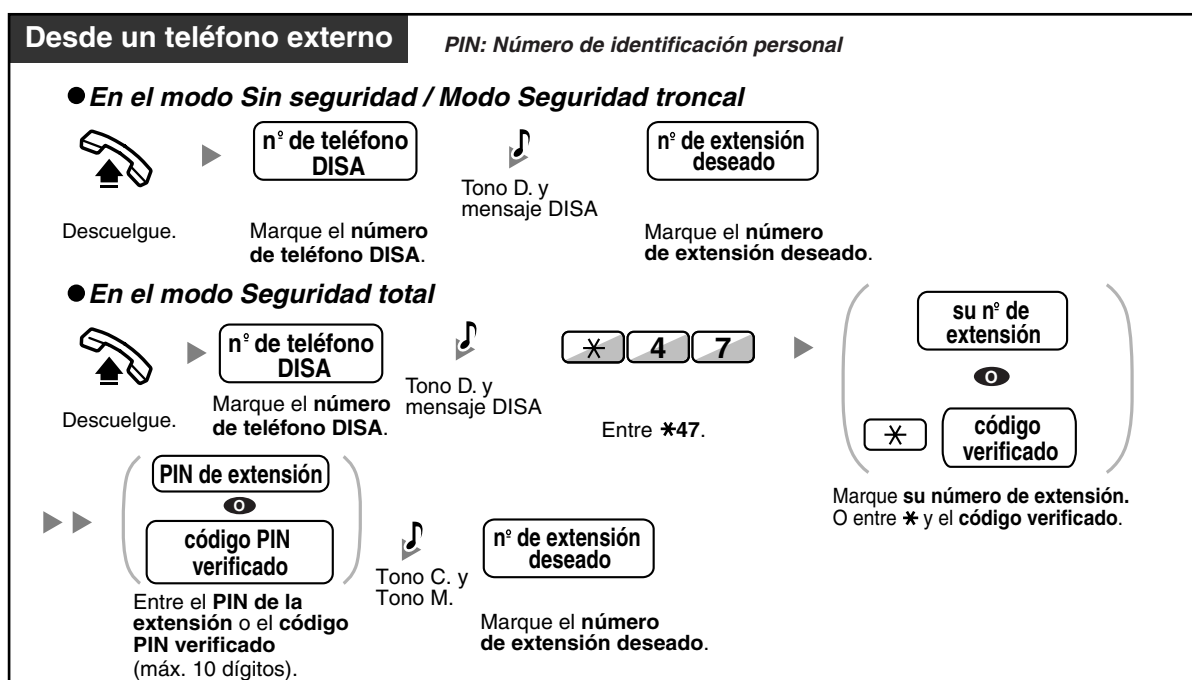 Desde un teléfono externo
PIN: Número de identificación personal
● En el modo Sin seguridad / Modo Seguridad troncal
nº de teléfono
DISA
nº de extensión
deseado
Tono D. y
mensaje DISA
Descuelgue.
Marque el número
de teléfono DISA.
Marque el número
de extensión deseado.
● En el modo Seguridad total
nº de teléfono
DISA
4 7
su nº de
extensión
o
código
verificado
Tono D. y
mensaje DISA
Descuelgue.
Marque el número
de teléfono DISA.
Entre *47.
Marque su número de extensión.
O entre * y el código verificado.
PIN de extensión
o
código PIN
verificado
nº de extensión
deseado
Tono C. y
Tono M.
Entre el PIN de la
extensión o el código
PIN verificado
(máx. 10 dígitos).
Marque el número
de extensión deseado.